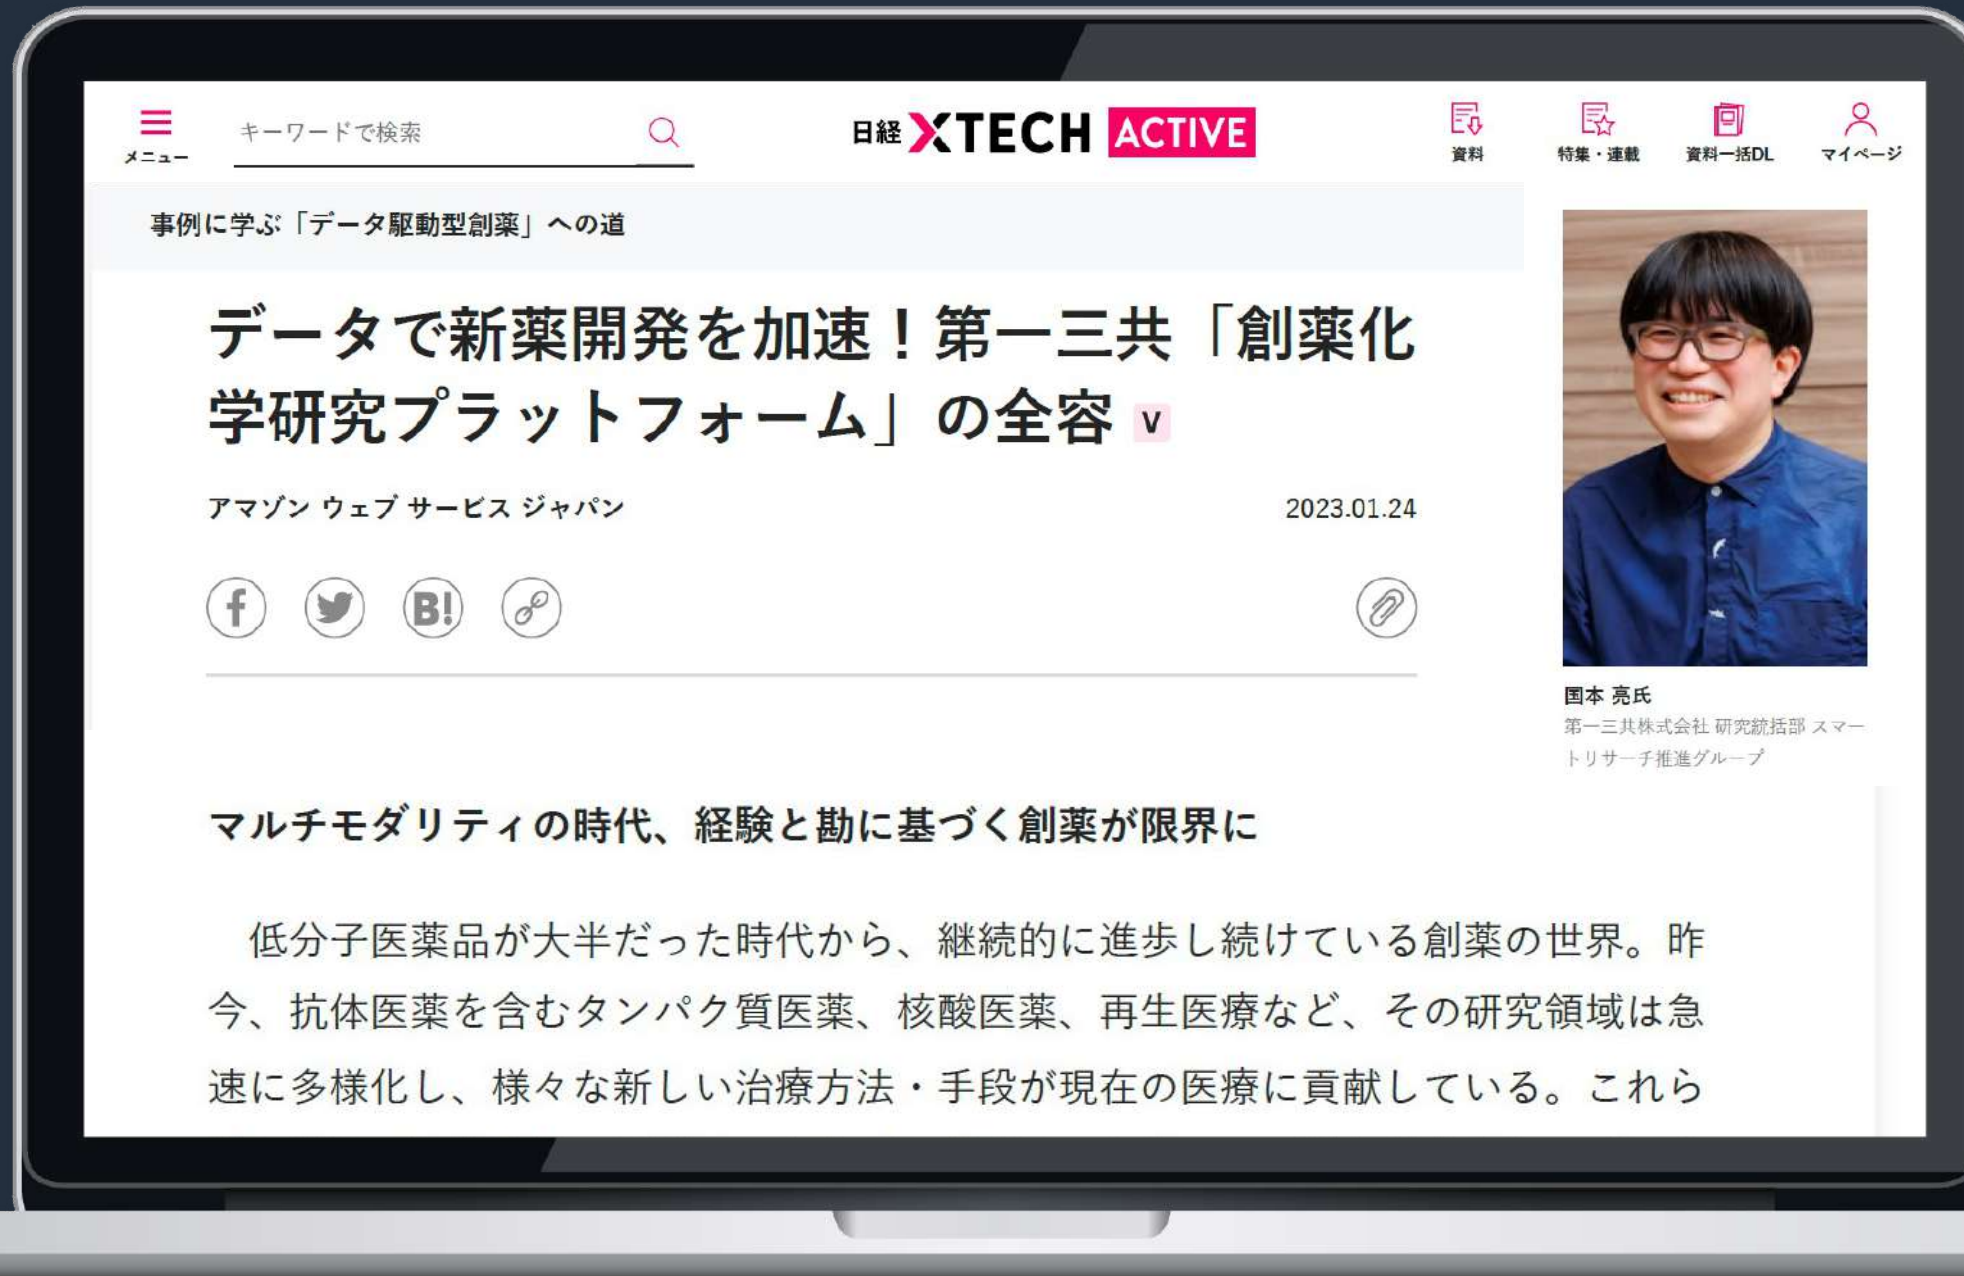 メニュー
キーワードで検索
日経 XTECH ACTIVE
資料
特集・連載
資料一括DL
マイページ
事例に学ぶ「データ駆動型創薬」への道
データで新薬開発を加速！第一三共「創薬化
学研究プラットフォーム」の全容 V
アマゾン ウェブ サービス ジャパン
2023.01.24
B!
国本 亮氏
第一三共株式会社 研究統括部 スマー
トリサーチ推進グループ
マルチモダリティの時代、経験と勘に基づく創薬が限界に
低分子医薬品が大半だった時代から、継続的に進歩し続けている創薬の世界。昨
今、抗体医薬を含むタンパク質医薬、核酸医薬、再生医療など、その研究領域は急
速に多様化し、様々な新しい治療方法・手段が現在の医療に貢献している。これら